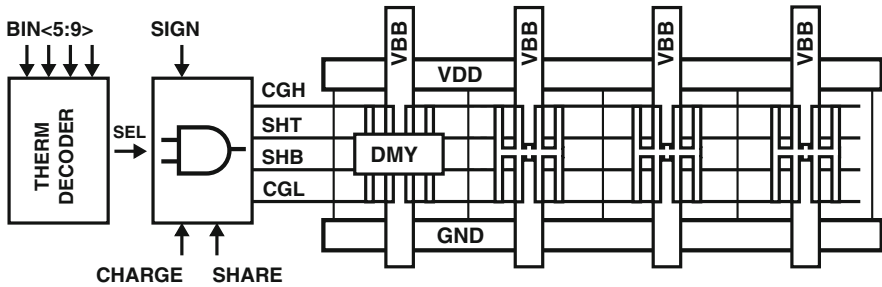 BIN<5:9>
SIGN
VBB
VBB
VBB
VBB
VDD
CGH
SHT
SEL
THERM
DECODER
DMY
SHB
CGL
GND
CHARGE
SHARE